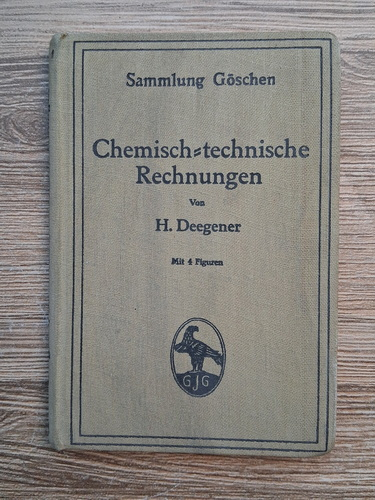 Sammlung Göschen
Chemisch-technische
Rechnungen
Von
H. Deegener
Mit 4 Figuren
GJG